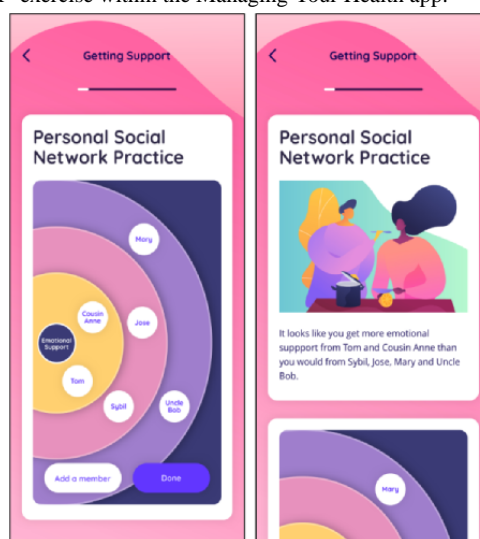 exercise within the Managing Your Health app.
Getting Support
Personal Social
Network Practice
Mary
Cousin
Anne
Jose
Emotional
Support
Tom
Sybil
Uncle
Bob
Add a member
Done
Getting Support
Personal Social
Network Practice
It looks like you get more emotional
suppport from Tom and Cousin Anne than
you would from Sybil, Jose, Mary and Uncle
Bob.
Mary